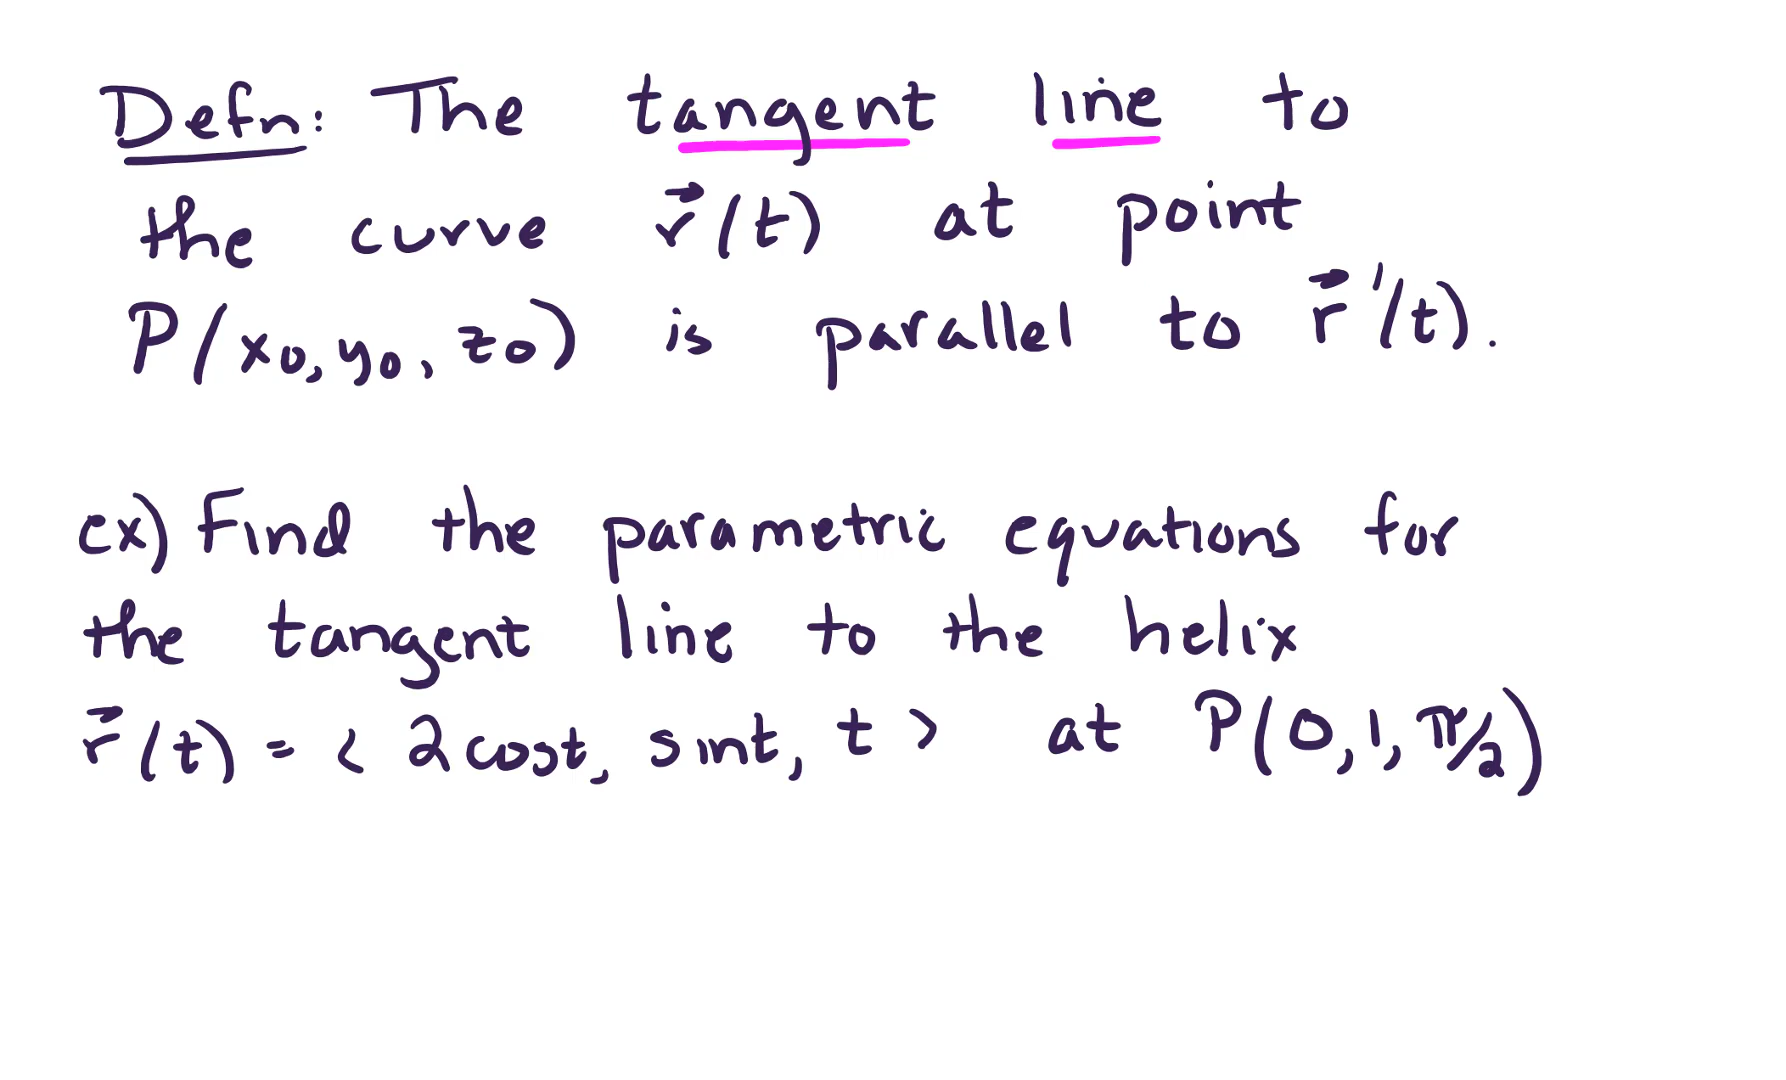 Defn: The tangent line to
the curve r⃗(t) at point
P(x₀, y₀, z₀) is parallel to r⃗'(t).
ex) Find the parametric equations for
the tangent line to the helix
r⃗(t) = ⟨2cost, sint, t⟩ at P(0,1,π/2)